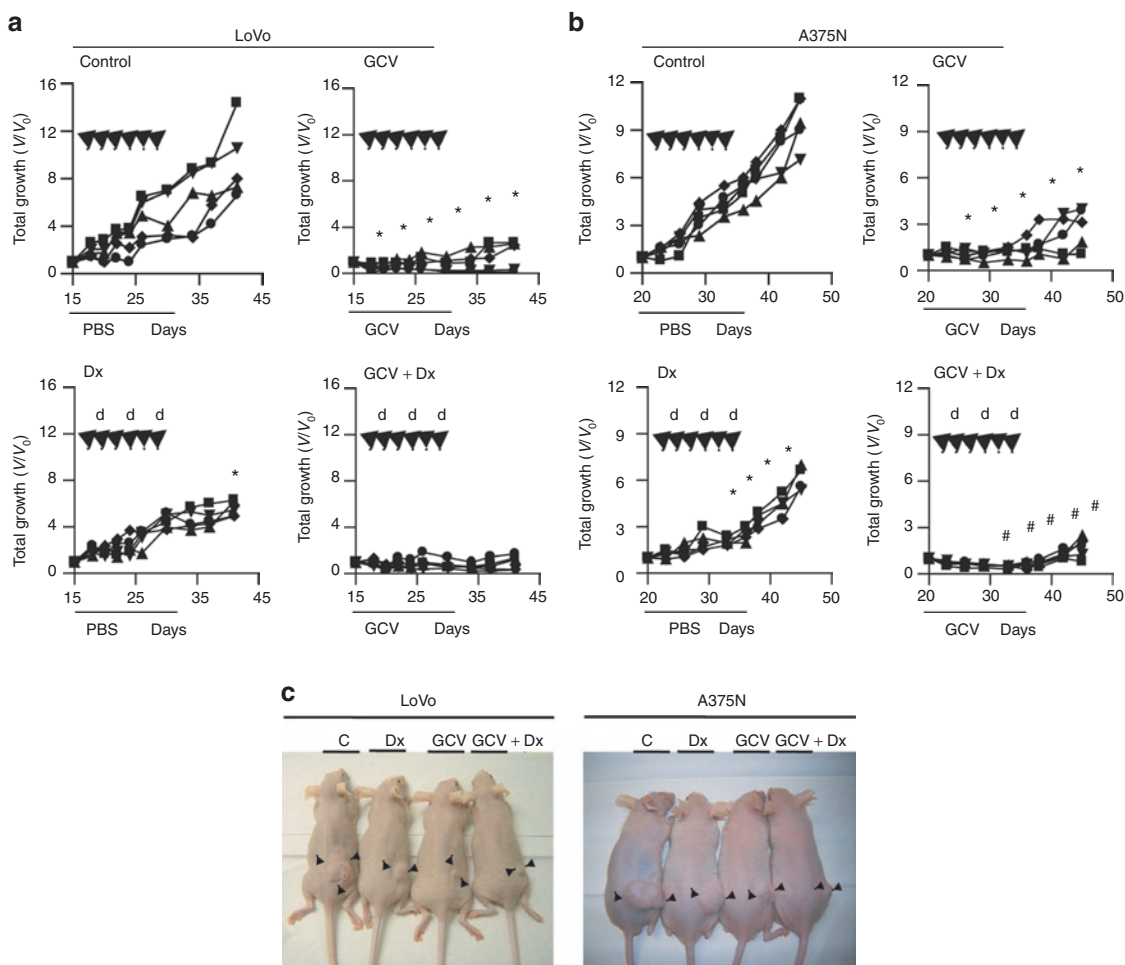 a
LoVo
Control
Total growth (V/V0)
16
12
8
4
0
15 25 35 45
PBS Days
GCV
Total growth (V/V0)
16
12
8
4
0
* * * * * *
15 25 35 45
GCV Days
Dx
Total growth (V/V0)
16
12
8
4
0
d d d
*
15 25 35 45
PBS Days
GCV + Dx
Total growth (V/V0)
16
12
8
4
0
d d d
15 25 35 45
GCV Days
b
A375N
Control
Total growth (V/V0)
12
9
6
3
0
20 30 40 50
PBS Days
GCV
Total growth (V/V0)
12
9
6
3
0
* * * * *
20 30 40 50
GCV Days
Dx
Total growth (V/V0)
12
9
6
3
0
d d d
* * * *
20 30 40 50
PBS Days
GCV + Dx
Total growth (V/V0)
12
9
6
3
0
d d d
# # # # #
20 30 40 50
GCV Days
c
LoVo
C Dx GCV GCV + Dx
A375N
C Dx GCV GCV + Dx